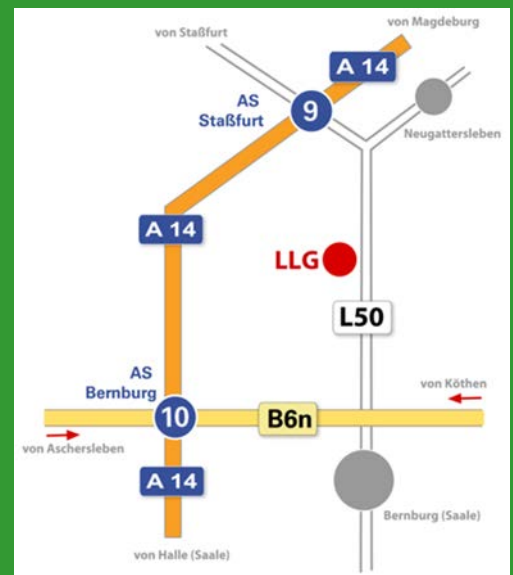 von Magdeburg
von Staßfurt
A 14
AS
Staßfurt
9
Neugattersleben
A 14
LLG
L50
AS
Bernburg
von Köthen
10
B6n
von Aschersleben
A 14
Bernburg (Saale)
von Halle (Saale)